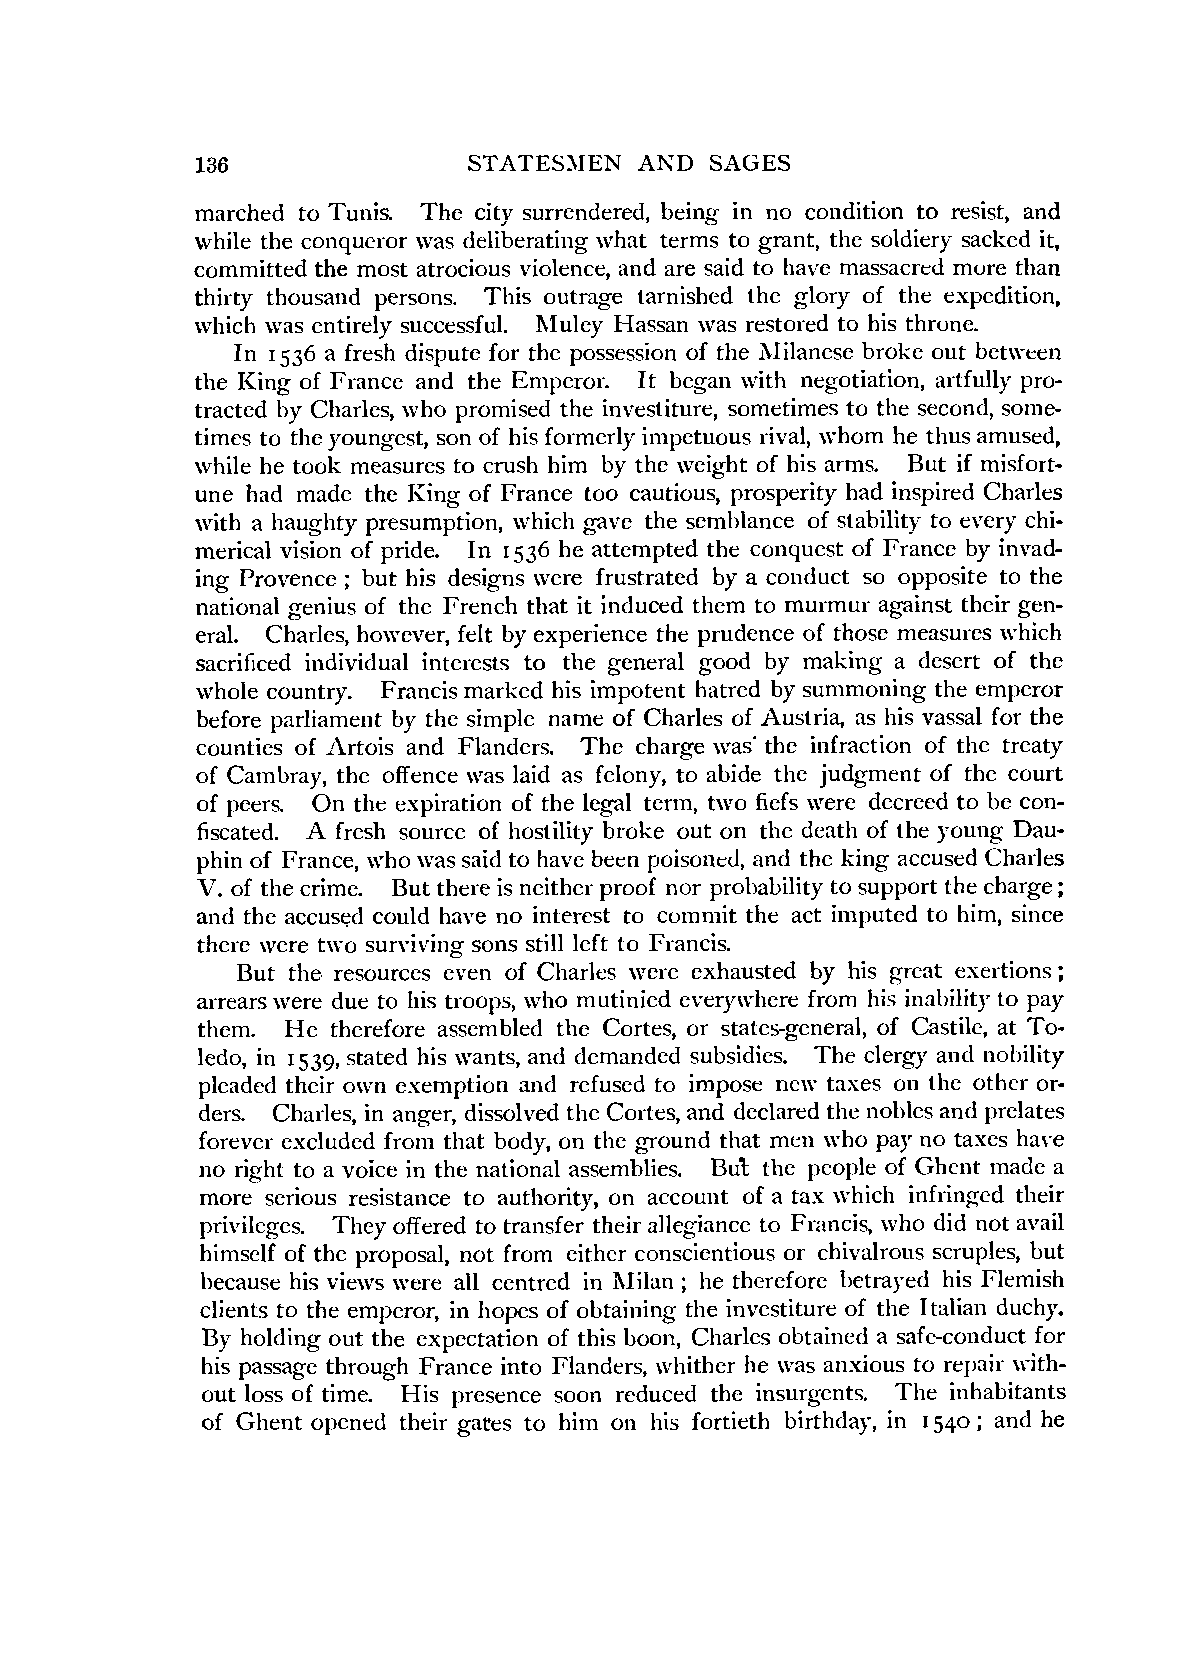 136 STATESMEN AND SAGES
marched to Tunis. The city surrendered, being in no condition to resist, and
while the conqueror was deliberating what terms to grant, the soldiery sacked it,
committed the most atrocious violence, and are said to have massacred more than
thirty thousand persons. This outrage tarnished the glory of the expedition,
which was entirely successful. Muley Hassan was restored to his throne.
In 1536 a fresh dispute for the possession of the Milanese broke out between
the King of France and the Emperor. It began with negotiation, artfully pro-
tracted by Charles, who promised the investiture, sometimes to the second, some-
times to the youngest, son of his formerly impetuous rival, whom he thus amused,
while he took measures to crush him by the weight of his arms. But if misfort-
une had made the King of France too cautious, prosperity had inspired Charles
with a haughty presumption, which gave the semblance of stability to every chi-
merical vision of pride. In 1536 he attempted the conquest of France by invad-
ing Provence ; but his designs were frustrated by a conduct so opposite to the
national genius of the French that it induced them to murmur against their gen-
eral. Charles, however, felt by experience the prudence of those measures which
sacrificed individual interests to the general good by making a desert of the
whole country. Francis marked his impotent hatred by summoning the emperor
before parliament by the simple name of Charles of Austria, as his vassal for the
counties of Artois and Flanders. The charge was the infraction of the treaty
of Cambray, the offence was laid as felony, to abide the judgment of the court
of peers. On the expiration of the legal term, two fiefs were decreed to be con-
fiscated. A fresh source of hostility broke out on the death of the young Dau-
phin of France, who was said to have been poisoned, and the king accused Charles
V. of the crime. But there is neither proof nor probability to support the charge ;
and the accused could have no interest to commit the act imputed to him, since
there were two surviving sons still left to Francis.
But the resources even of Charles were exhausted by his great exertions ;
arrears were due to his troops, who mutinied everywhere from his inability to pay
them. He therefore assembled the Cortes, or states-general, of Castile, at To-
ledo, in 1539, stated his wants, and demanded subsidies. The clergy and nobility
pleaded their own exemption and refused to impose new taxes on the other or-
ders. Charles, in anger, dissolved the Cortes, and declared the nobles and prelates
forever excluded from that body, on the ground that men who pay no taxes have
no right to a voice in the national assemblies. But the people of Ghent made a
more serious resistance to authority, on account of a tax which infringed their
privileges. They offered to transfer their allegiance to Francis, who did not avail
himself of the proposal, not from either conscientious or chivalrous scruples, but
because his views were all centred in Milan ; he therefore betrayed his Flemish
clients to the emperor, in hopes of obtaining the investiture of the Italian duchy.
By holding out the expectation of this boon, Charles obtained a safe-conduct for
his passage through France into Flanders, whither he was anxious to repair with-
out loss of time. His presence soon reduced the insurgents. The inhabitants
of Ghent opened their gates to him on his fortieth birthday, in 1540 ; and he